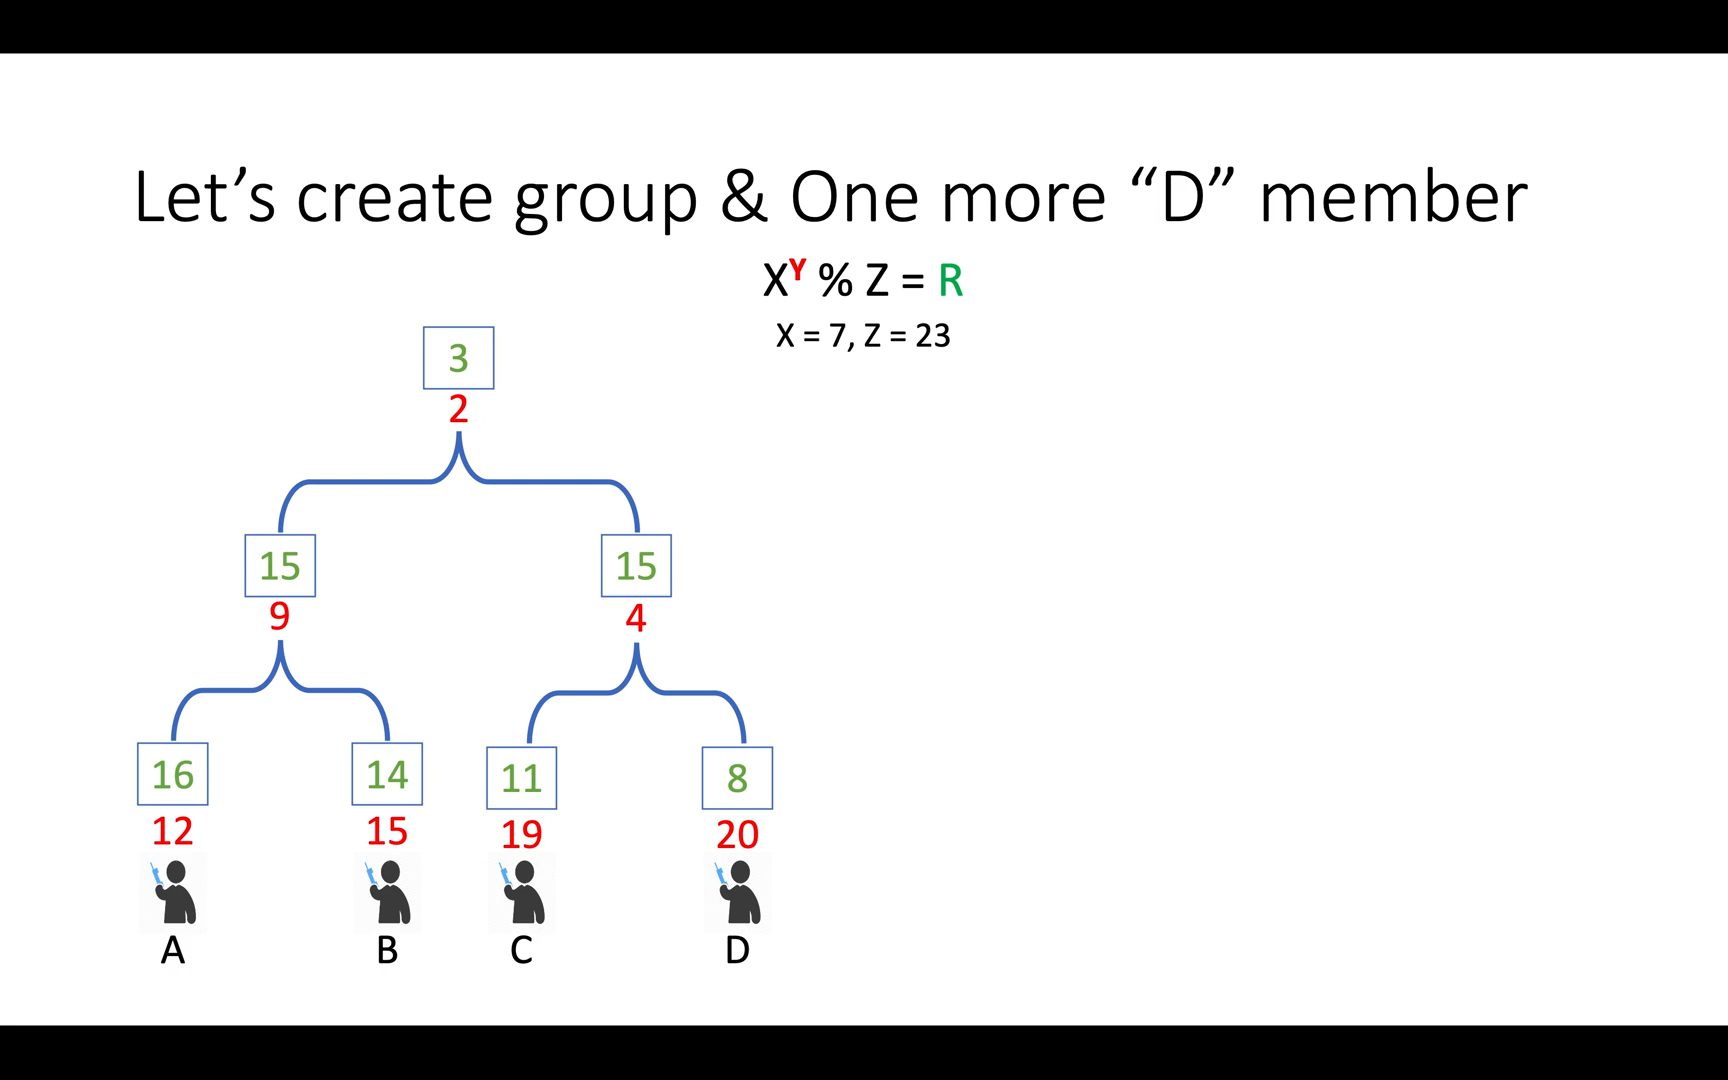 Let’s create group & One more “D” member
X^Y % Z = R
X = 7, Z = 23
3
2
15 15
9 4
16 14 11 8
12 15 19 20
A B C D